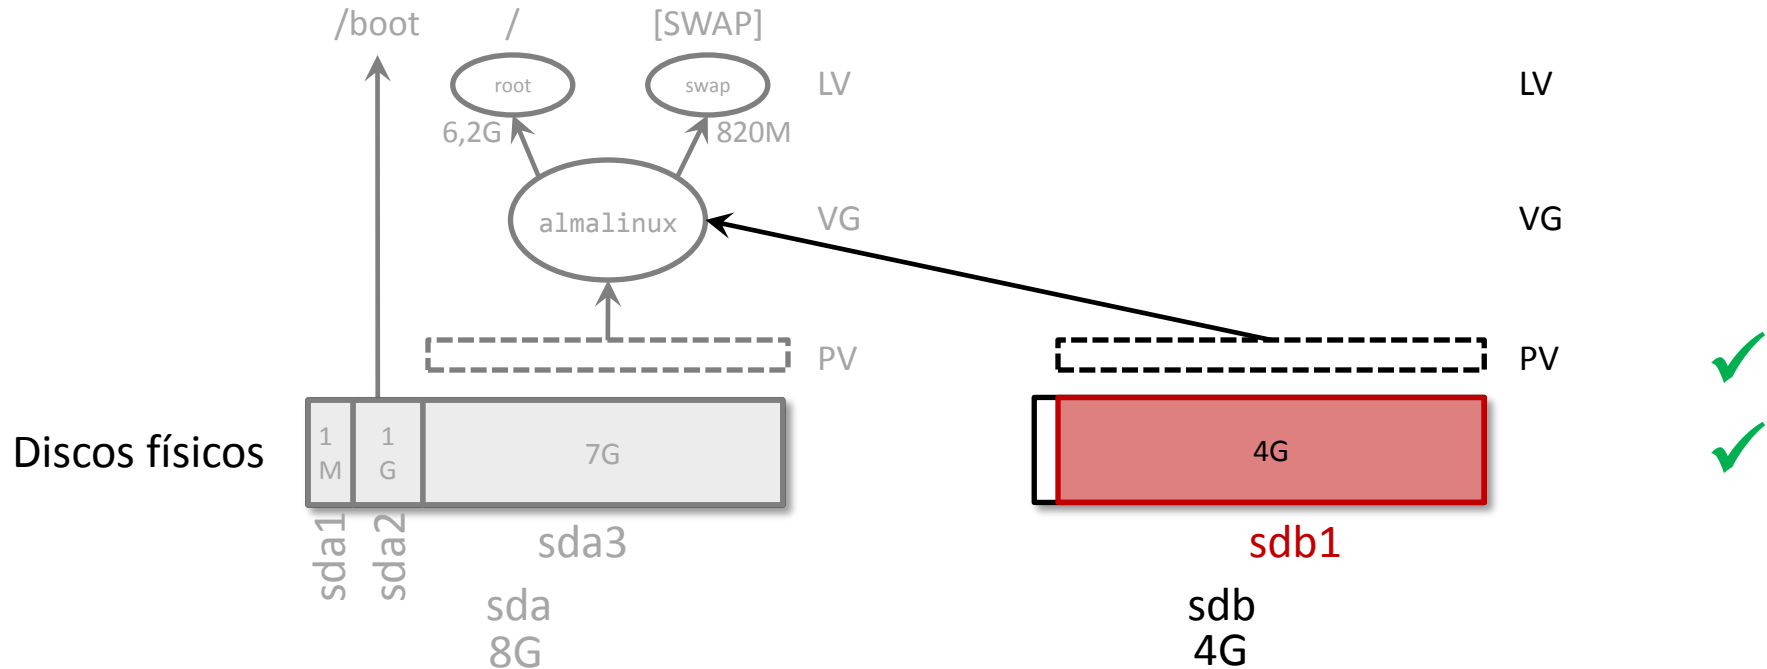 /boot / [SWAP]
root swap LV LV
6,2G 820M
almalinux VG VG
PV PV
Discos físicos
1
M
1
G
7G
4G
sda1
sda2
sda3
sdb1
sda
8G
sdb
4G